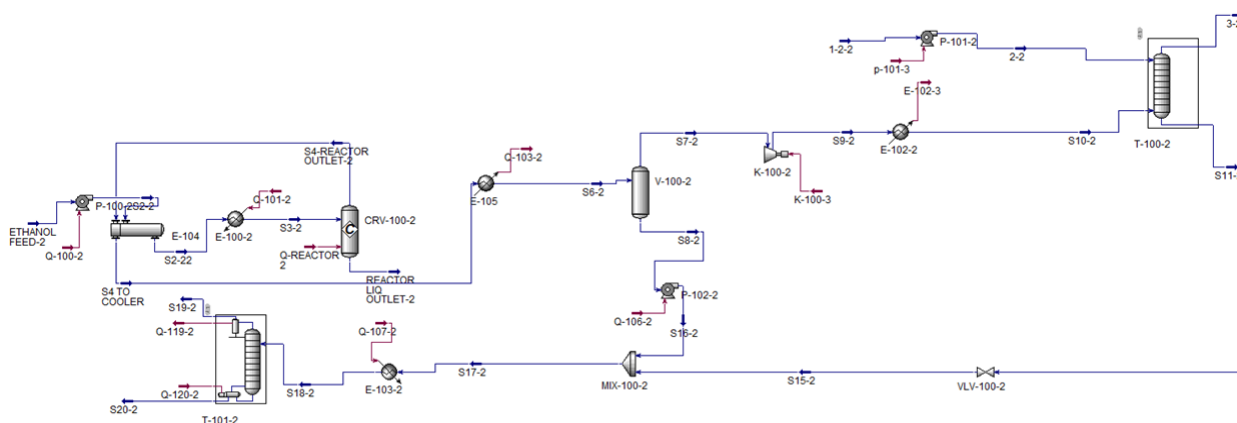 3-2
1-2-2
P-101-2
2-2
p-101-3
E-102-3
S4-REACTOR
OUTLET-2
Q-103-2
S7-2
S9-2
S10-2
E-102-2
T-100-2
K-100-2
K-100-3
S11-2
V-100-2
S6-2
E-105
P-100-2
S2-2
Q-101-2
ETHANOL
FEED-2
Q-100-2
E-104
E-100-2
S3-2
CRV-100-2
C
S2-22
Q-REACTOR
2
S8-2
S4 TO
COOLER
REACTOR
LIQ
OUTLET-2
P-102-2
Q-106-2
S16-2
S19-2
Q-119-2
Q-107-2
Q-120-2
S20-2
T-101-2
S18-2
E-103-2
S17-2
MIX-100-2
S15-2
VLV-100-2